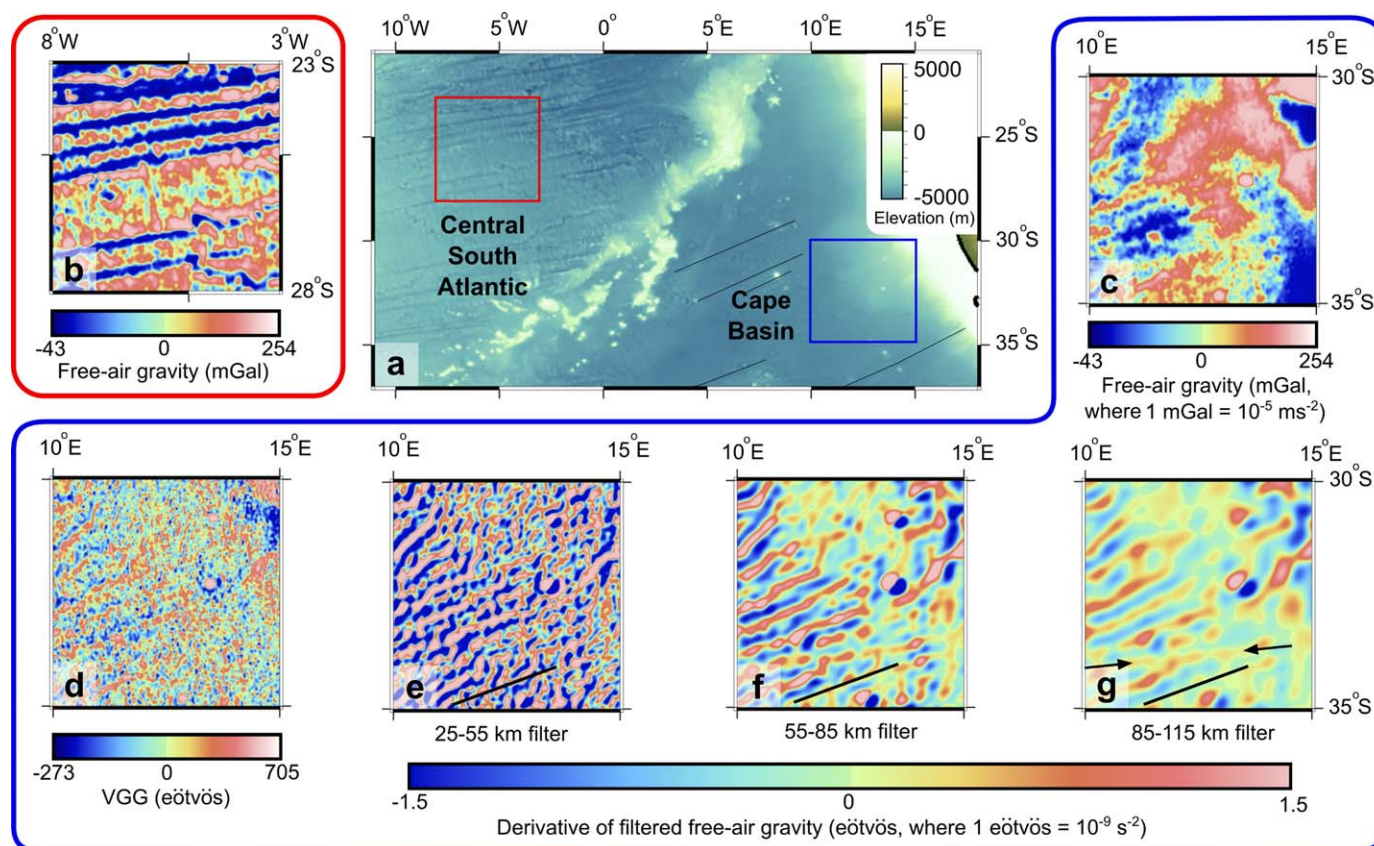 8°W 3°W
23°S
b
28°S
-43 0 254
Free-air gravity (mGal)
10°W 5°W 0° 5°E 10°E 15°E
5000
0
-5000
Elevation (m)
25°S
30°S
35°S
Central
South
Atlantic
Cape
Basin
a
10°E 15°E
30°S
c
35°S
-43 0 254
Free-air gravity (mGal,
where 1 mGal = 10⁻⁵ ms⁻²)
10°E 15°E
d
-273 0 705
VGG (eötvös)
10°E 15°E
e
25-55 km filter
10°E 15°E
f
55-85 km filter
10°E 15°E
30°S
g
35°S
85-115 km filter
-1.5 0 1.5
Derivative of filtered free-air gravity (eötvös, where 1 eötvös = 10⁻⁹ s⁻²)